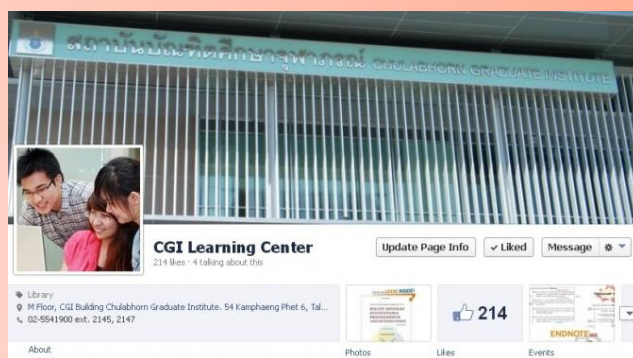 สถาบันบัณฑิตศึกษาจุฬาภรณ์ CHULABHORN GRADUATE INSTITUTE
CGI Learning Center
214 likes · 4 talking about this
Update Page Info
Liked
Message
Library
M Floor, CGI Building Chulabhorn Graduate Institute. 54 Kamphaeng Phet 6, Tal...
02-5541900 ext. 2145, 2147
About
214
ENDNOTE
Photos
Likes
Events